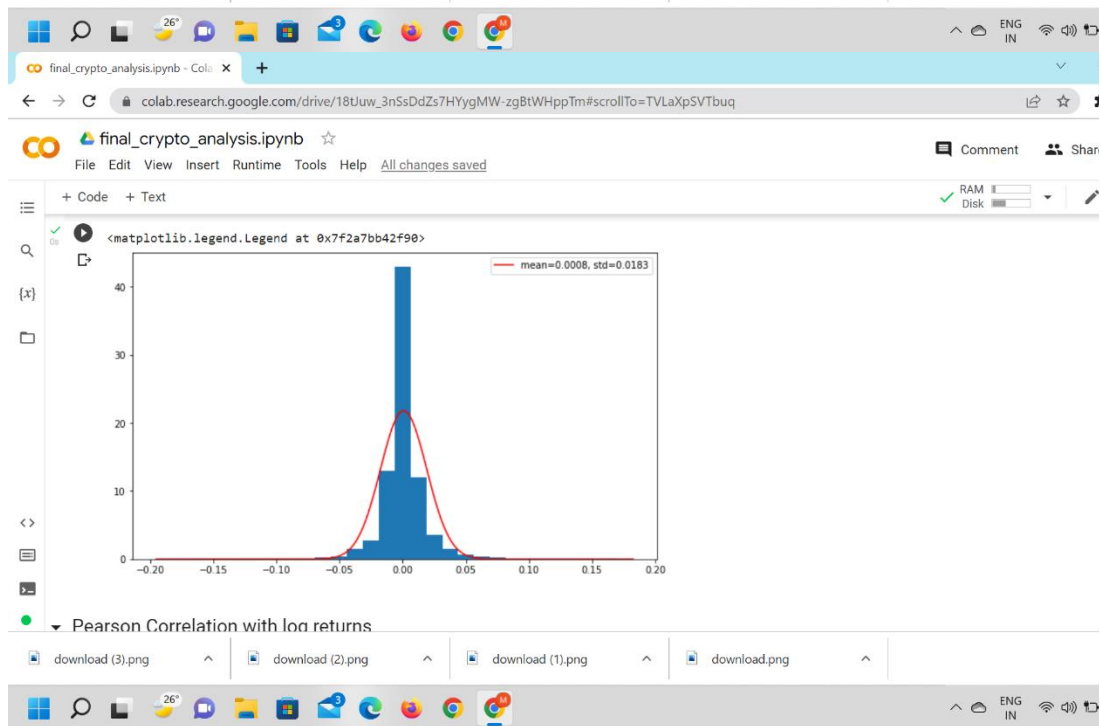 26°
3
M
ENG
IN
final_crypto_analysis.ipynb - Cola
colab.research.google.com/drive/18tUuw_3nSsDdZs7HYygMW-zgBtWHppTm#scrollTo=TVLaXpSVTbuq
CO
final_crypto_analysis.ipynb
File Edit View Insert Runtime Tools Help All changes saved
Comment
Shar
+ Code + Text
RAM
Disk
0s
<matplotlib.legend.Legend at 0x7f2a7bb42f90>
{x}
mean=0.0008, std=0.0183
40
30
20
10
0
−0.20 −0.15 −0.10 −0.05 0.00 0.05 0.10 0.15 0.20
Pearson Correlation with log returns
download (3).png download (2).png download (1).png download.png
26°
3
M
ENG
IN